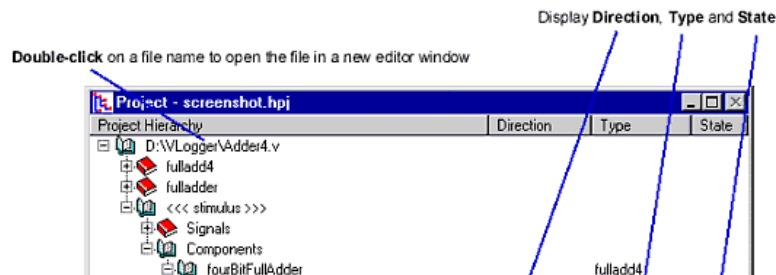 Display Direction, Type and State
Double-click on a file name to open the file in a new editor window
Project - screenshot.hpj
Project Hierarchy Direction Type State
D:\VLogger\Adder4.v
fulladd4
fulladder
<<< stimulus >>>
Signals
Components
fourBitFullAdder fulladd4